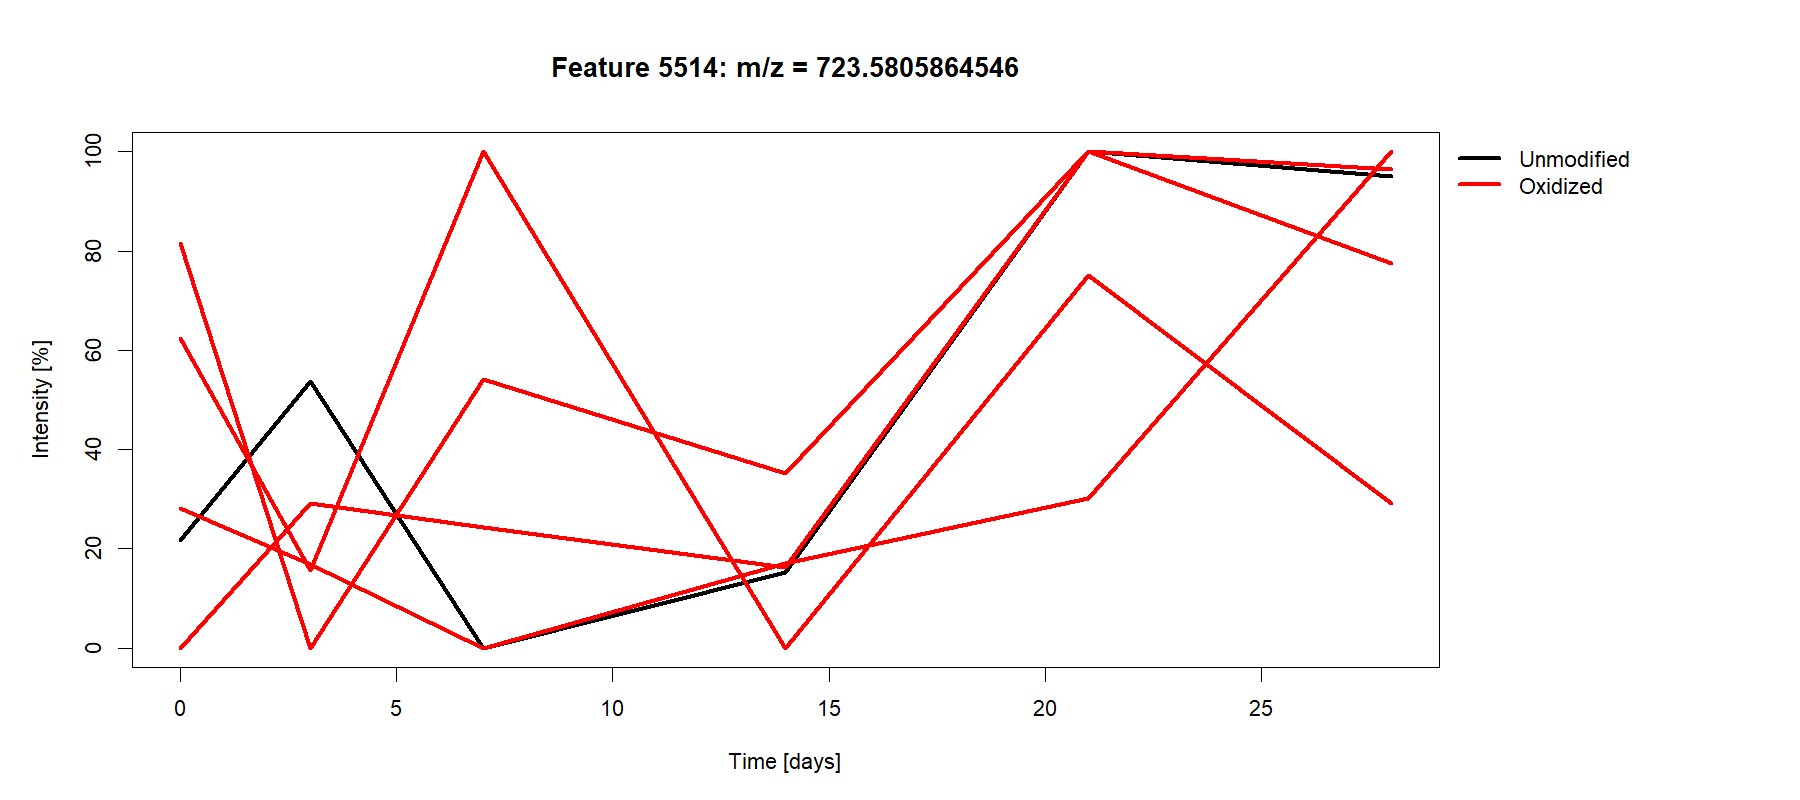 Feature 5514: m/z = 723.5805864546
Unmodified
Oxidized
Intensity [%]
100
80
60
40
20
0
0 5 10 15 20 25
Time [days]